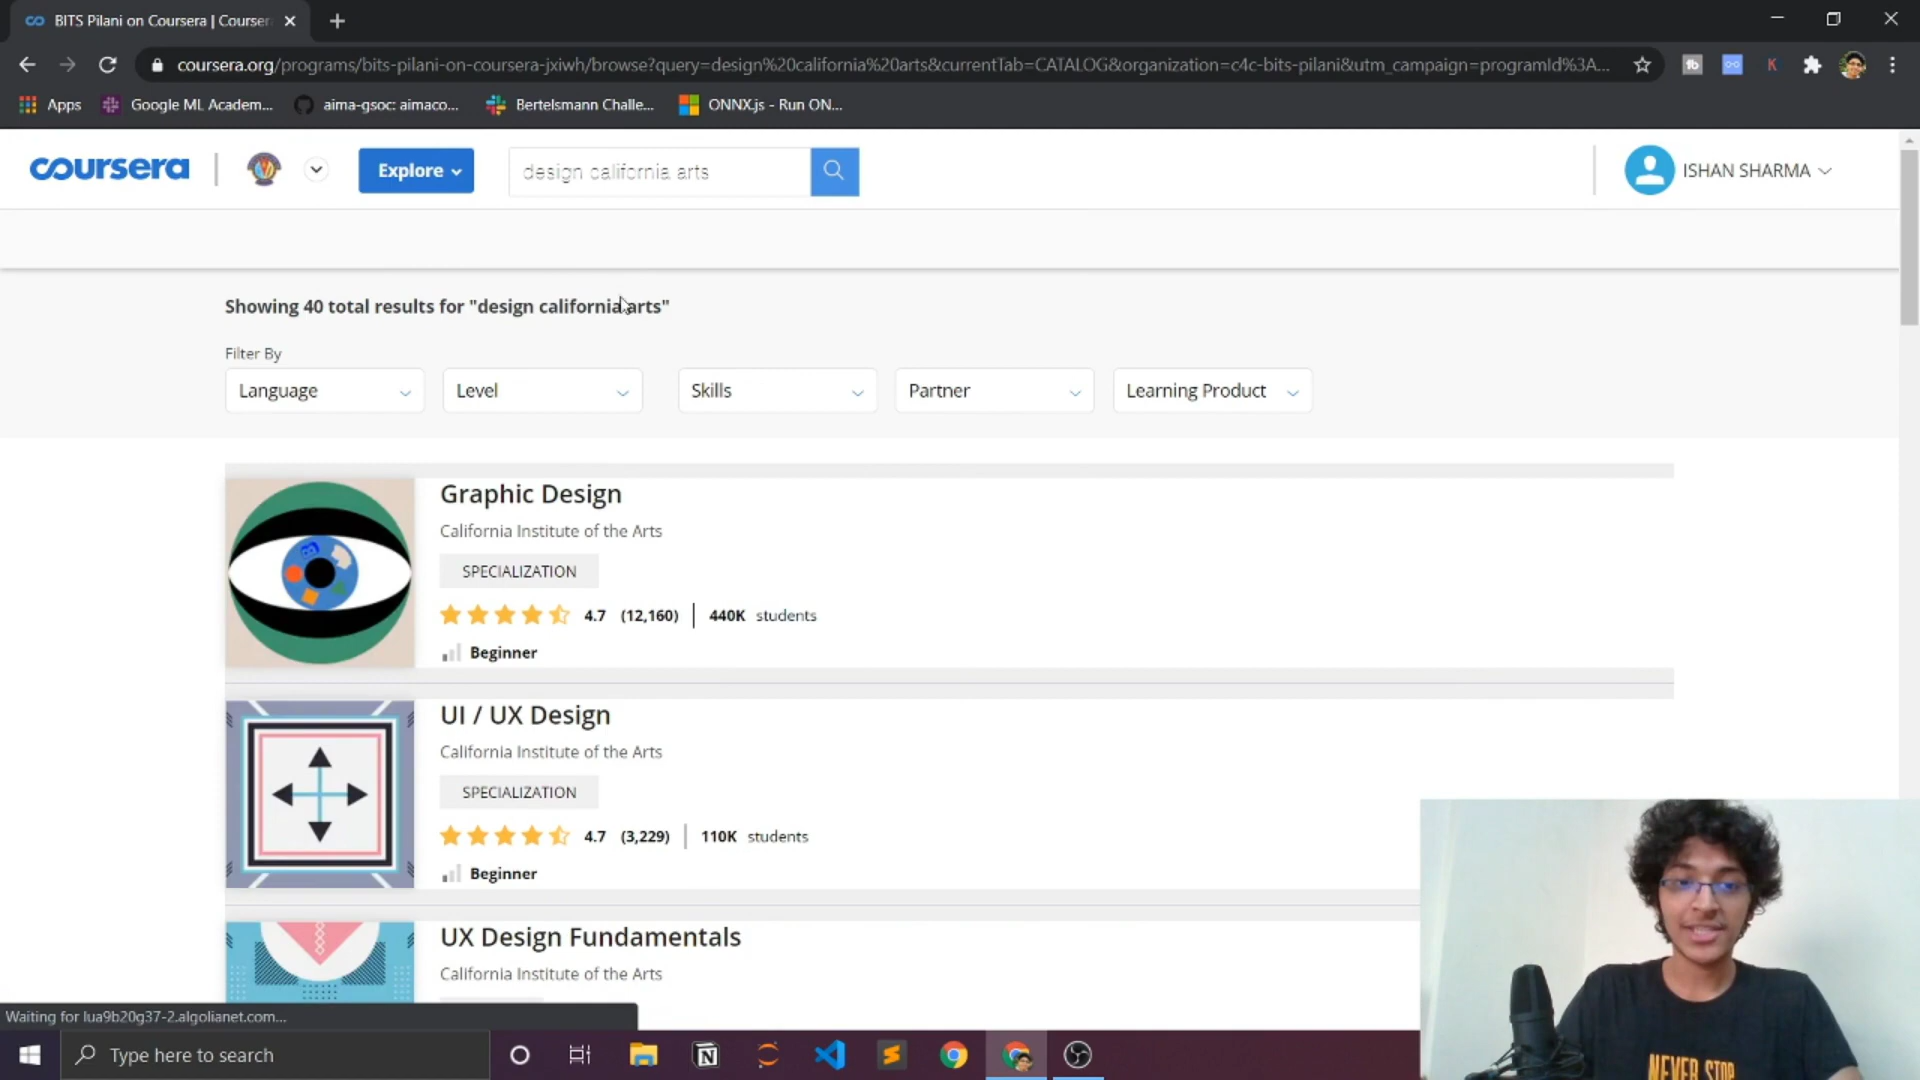 BITS Pilani on Coursera | Courser
coursera.org/programs/bits-pilani-on-coursera-jxiwh/browse?query=design%20california%20arts&currentTab=CATALOG&organization=c4c-bits-pilani&utm_campaign=programId%3A...
Apps
Google ML Academ...
aima-gsoc: aimaco...
Bertelsmann Challe...
ONNX.js - Run ON...
coursera
Explore
design california arts
ISHAN SHARMA
Showing 40 total results for "design california arts"
Filter By
Language
Level
Skills
Partner
Learning Product
Graphic Design
California Institute of the Arts
SPECIALIZATION
4.7 (12,160) | 440K students
Beginner
UI / UX Design
California Institute of the Arts
SPECIALIZATION
4.7 (3,229) | 110K students
Beginner
UX Design Fundamentals
California Institute of the Arts
Waiting for lua9b20g37-2.algolianet.com...
Type here to search
NEVER STOP